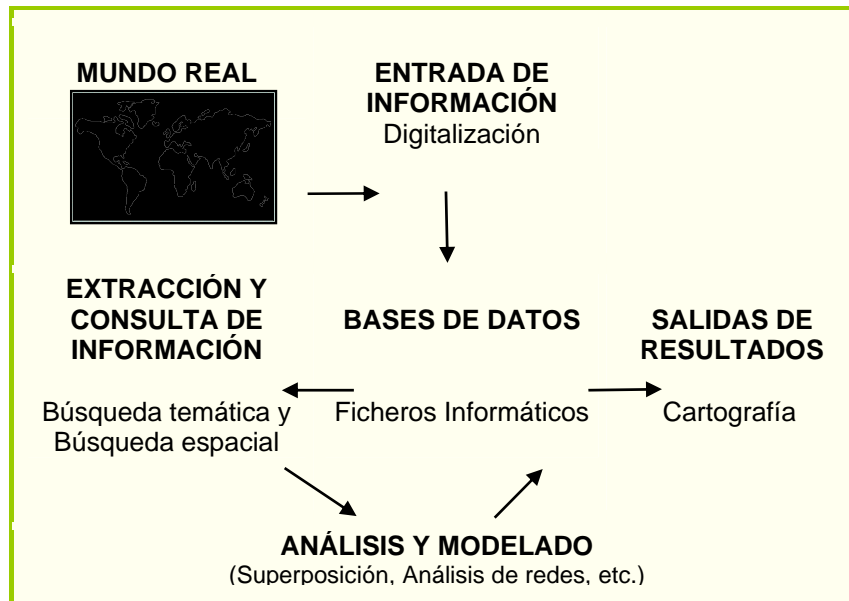 MUNDO REAL
ENTRADA DE
INFORMACIÓN
Digitalización
EXTRACCIÓN Y
CONSULTA DE
INFORMACIÓN
Búsqueda temática y
Búsqueda espacial
BASES DE DATOS
Ficheros Informáticos
SALIDAS DE
RESULTADOS
Cartografía
ANÁLISIS Y MODELADO
(Superposición, Análisis de redes, etc.)